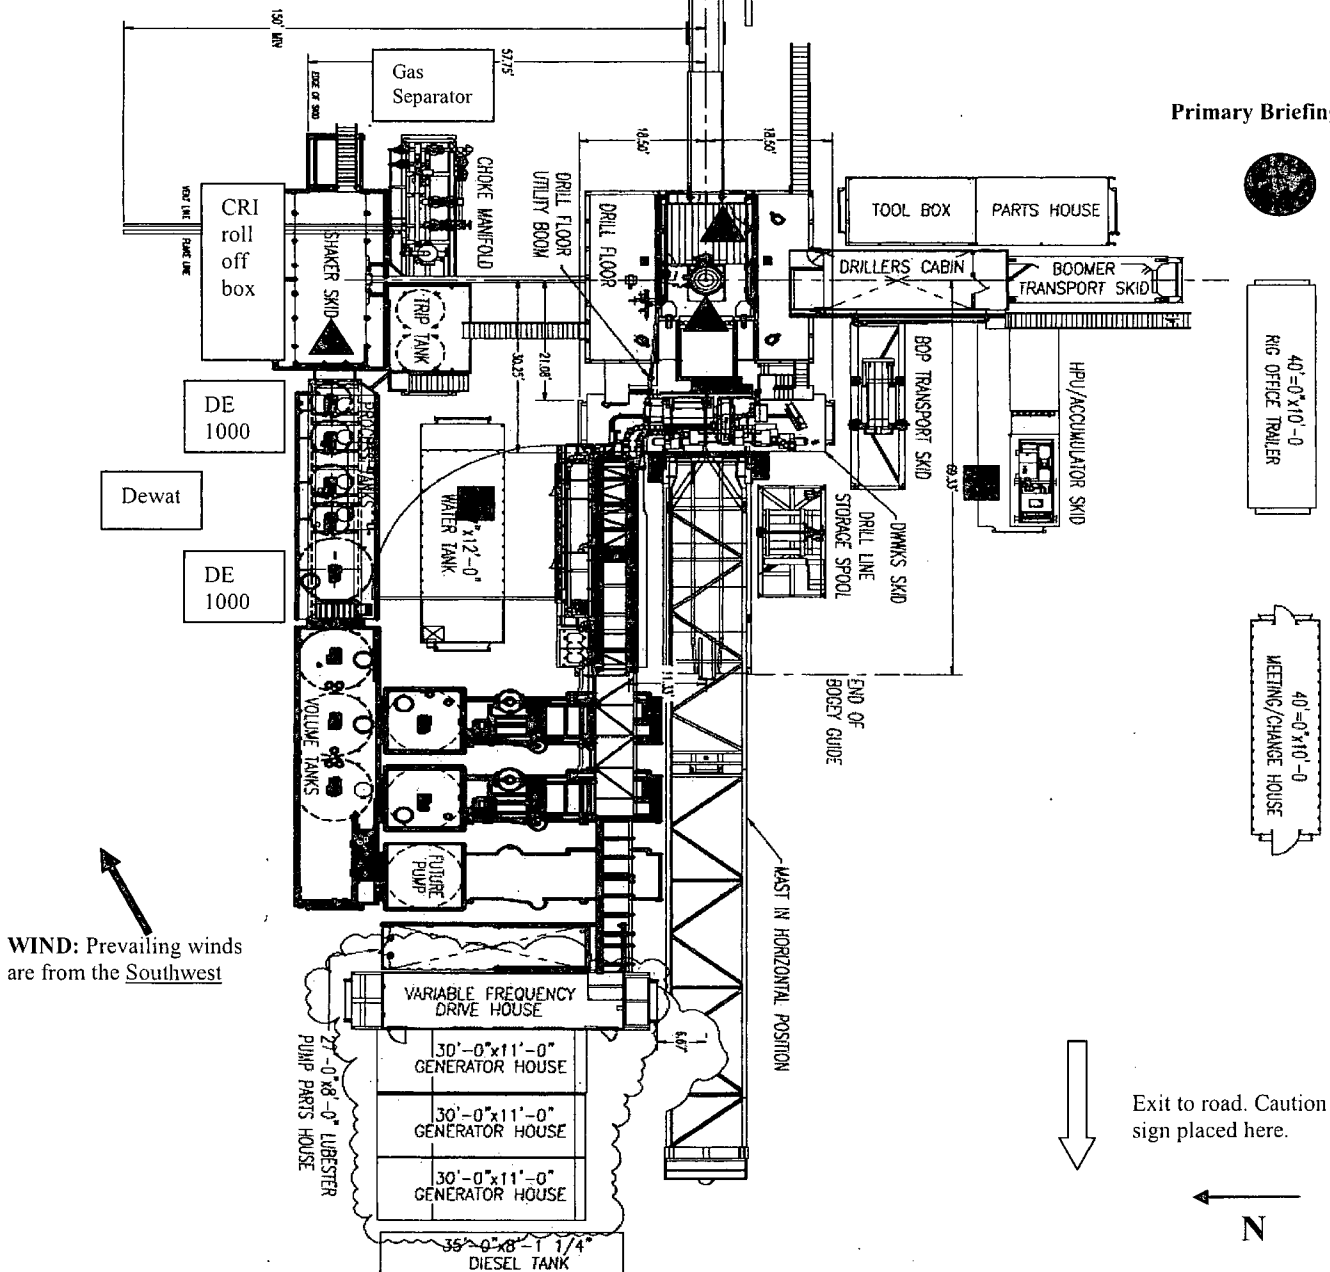 150' MIN
57.75'
Gas
Separator
EDGE OF SKID
Primary Briefing
18.50'
18.50'
CHOKE MANIFOLD
DRILL FLOOR
UTILITY BOOM
DRILL FLOOR
TOOL BOX
PARTS HOUSE
VENT LINE
FLARE LINE
CRI
roll
off
box
SHAKER SKID
TRIP TANK
DRILLERS CABIN
BOOMER
TRANSPORT SKID
30.25'
21.08'
BOP TRANSPORT SKID
HPU/ACCUMULATOR SKID
40'=0"x10'-0
RIG OFFICE TRAILER
DE
1000
PROCESS TANKS
Dewat
x12'-0"
WATER TANK
69.33'
DWWKS SKID
DRILL LINE
STORAGE SPOOL
DE
1000
11.33'
END OF
BOGEY GUIDE
40'=0"x10'-0
MEETING/CHANGE HOUSE
VOLUME TANKS
FUTURE
PUMP
MAST IN HORIZONTAL POSITION
WIND: Prevailing winds
are from the Southwest
VARIABLE FREQUENCY
DRIVE HOUSE
6.67'
27'-0"x8'-0" LUBESTER
PUMP PARTS HOUSE
30'-0"x11'-0"
GENERATOR HOUSE
30'-0"x11'-0"
GENERATOR HOUSE
30'-0"x11'-0"
GENERATOR HOUSE
Exit to road. Caution
sign placed here.
N
35'-0"x8'-1 1/4"
DIESEL TANK